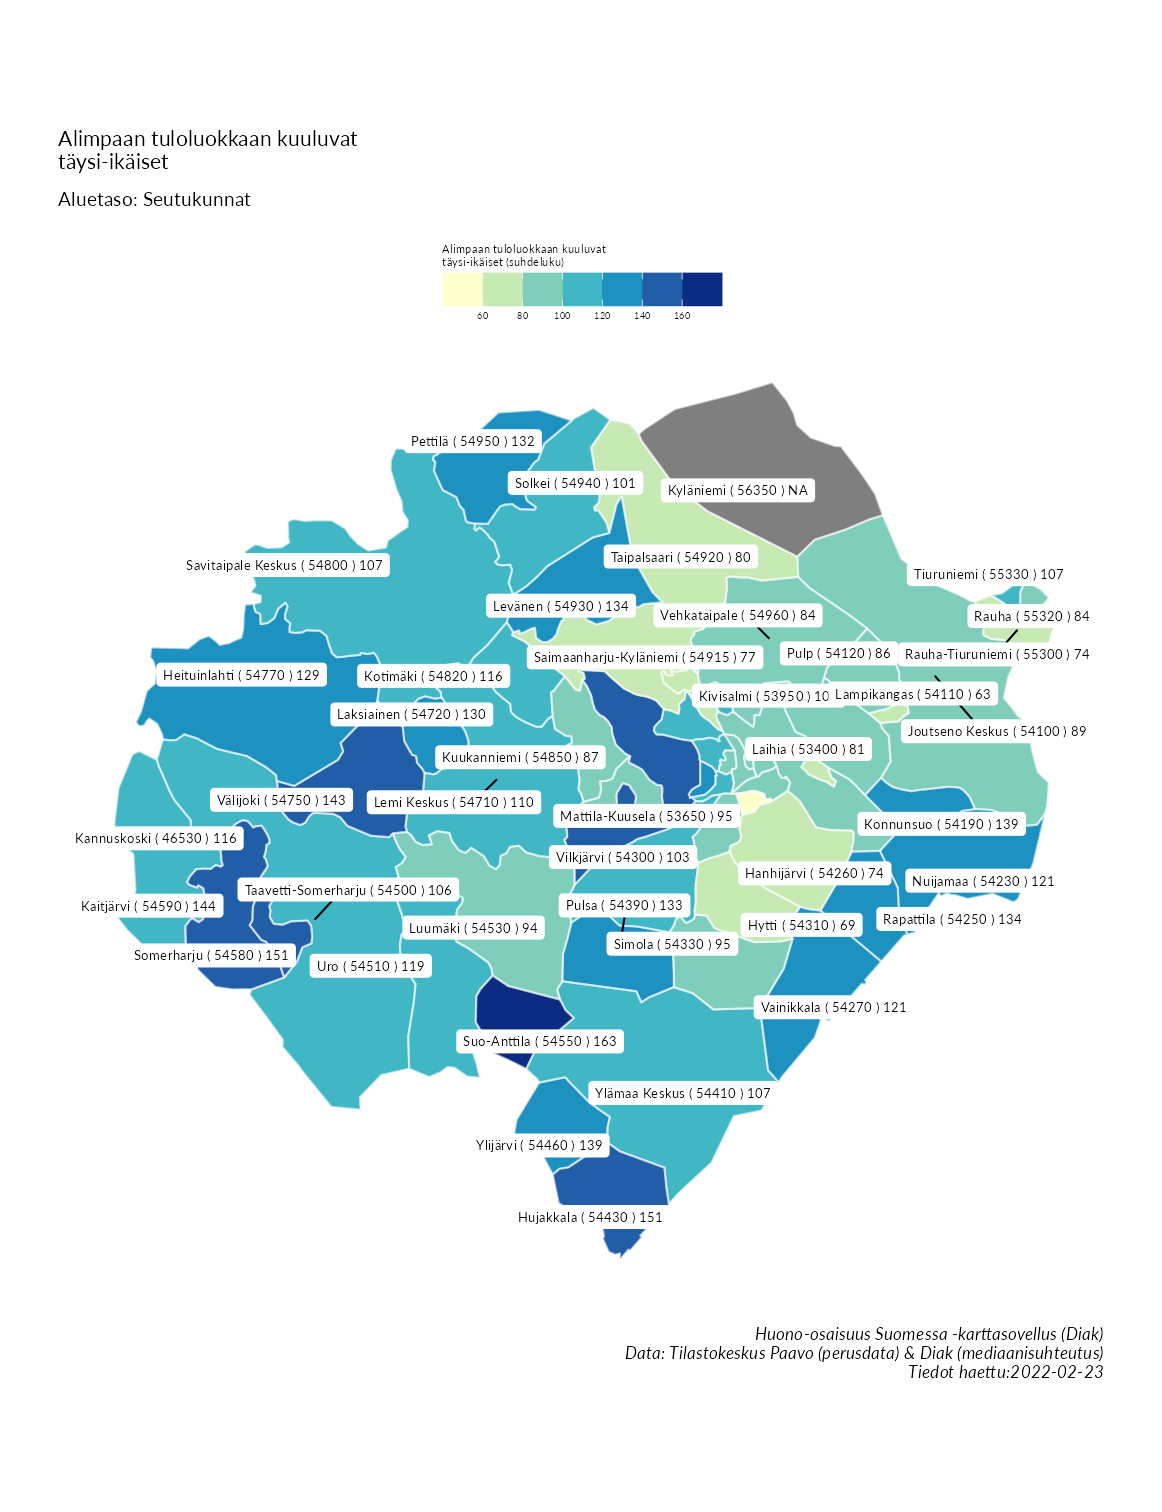 Alimpaan tuloluokkaan kuuluvat
täysi-ikäiset
Aluetaso: Seutukunnat
Alimpaan tuloluokkaan kuuluvat
täysi-ikäiset (suhdeluku)
60 80 100 120 140 160
Pettilä ( 54950 ) 132
Solkei ( 54940 ) 101
Kyläniemi ( 56350 ) NA
Savitaipale Keskus ( 54800 ) 107
Taipalsaari ( 54920 ) 80
Tiuruniemi ( 55330 ) 107
Levänen ( 54930 ) 134
Vehkataipale ( 54960 ) 84
Rauha ( 55320 ) 84
Saimaanharju-Kyläniemi ( 54915 ) 77
Pulp ( 54120 ) 86
Rauha-Tiuruniemi ( 55300 ) 74
Heituinlahti ( 54770 ) 129
Kotimäki ( 54820 ) 116
Kivisalmi ( 53950 ) 10
Lampikangas ( 54110 ) 63
Laksiainen ( 54720 ) 130
Joutseno Keskus ( 54100 ) 89
Kuukanniemi ( 54850 ) 87
Laihia ( 53400 ) 81
Välijoki ( 54750 ) 143
Lemi Keskus ( 54710 ) 110
Mattila-Kuusela ( 53650 ) 95
Konnunsuo ( 54190 ) 139
Kannuskoski ( 46530 ) 116
Vilkjärvi ( 54300 ) 103
Hanhijärvi ( 54260 ) 74
Nuijamaa ( 54230 ) 121
Taavetti-Somerharju ( 54500 ) 106
Kaitjärvi ( 54590 ) 144
Pulsa ( 54390 ) 133
Rapattila ( 54250 ) 134
Luumäki ( 54530 ) 94
Hytti ( 54310 ) 69
Simola ( 54330 ) 95
Somerharju ( 54580 ) 151
Uro ( 54510 ) 119
Vainikkala ( 54270 ) 121
Suo-Anttila ( 54550 ) 163
Ylämaa Keskus ( 54410 ) 107
Ylijärvi ( 54460 ) 139
Hujakkala ( 54430 ) 151
Huono-osaisuus Suomessa -karttasovellus (Diak)
Data: Tilastokeskus Paavo (perusdata) & Diak (mediaanisuhteutus)
Tiedot haettu:2022-02-23